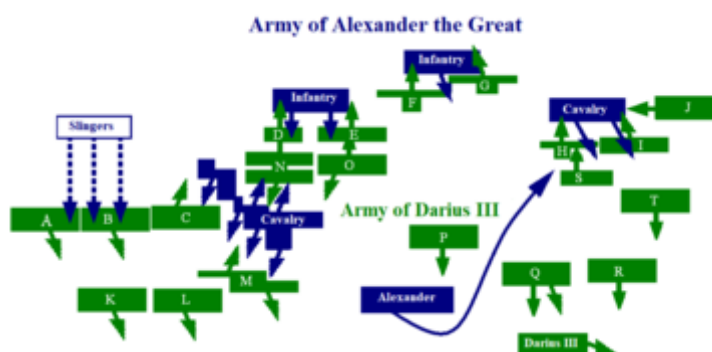 Army of Alexander the Great
Infantry
G
F
Infantry
Cavalry
J
Slingers
D
E
H
I
N
O
S
A
B
C
Cavalry
Army of Darius III
T
P
M
Q
R
K
L
Alexander
Darius III